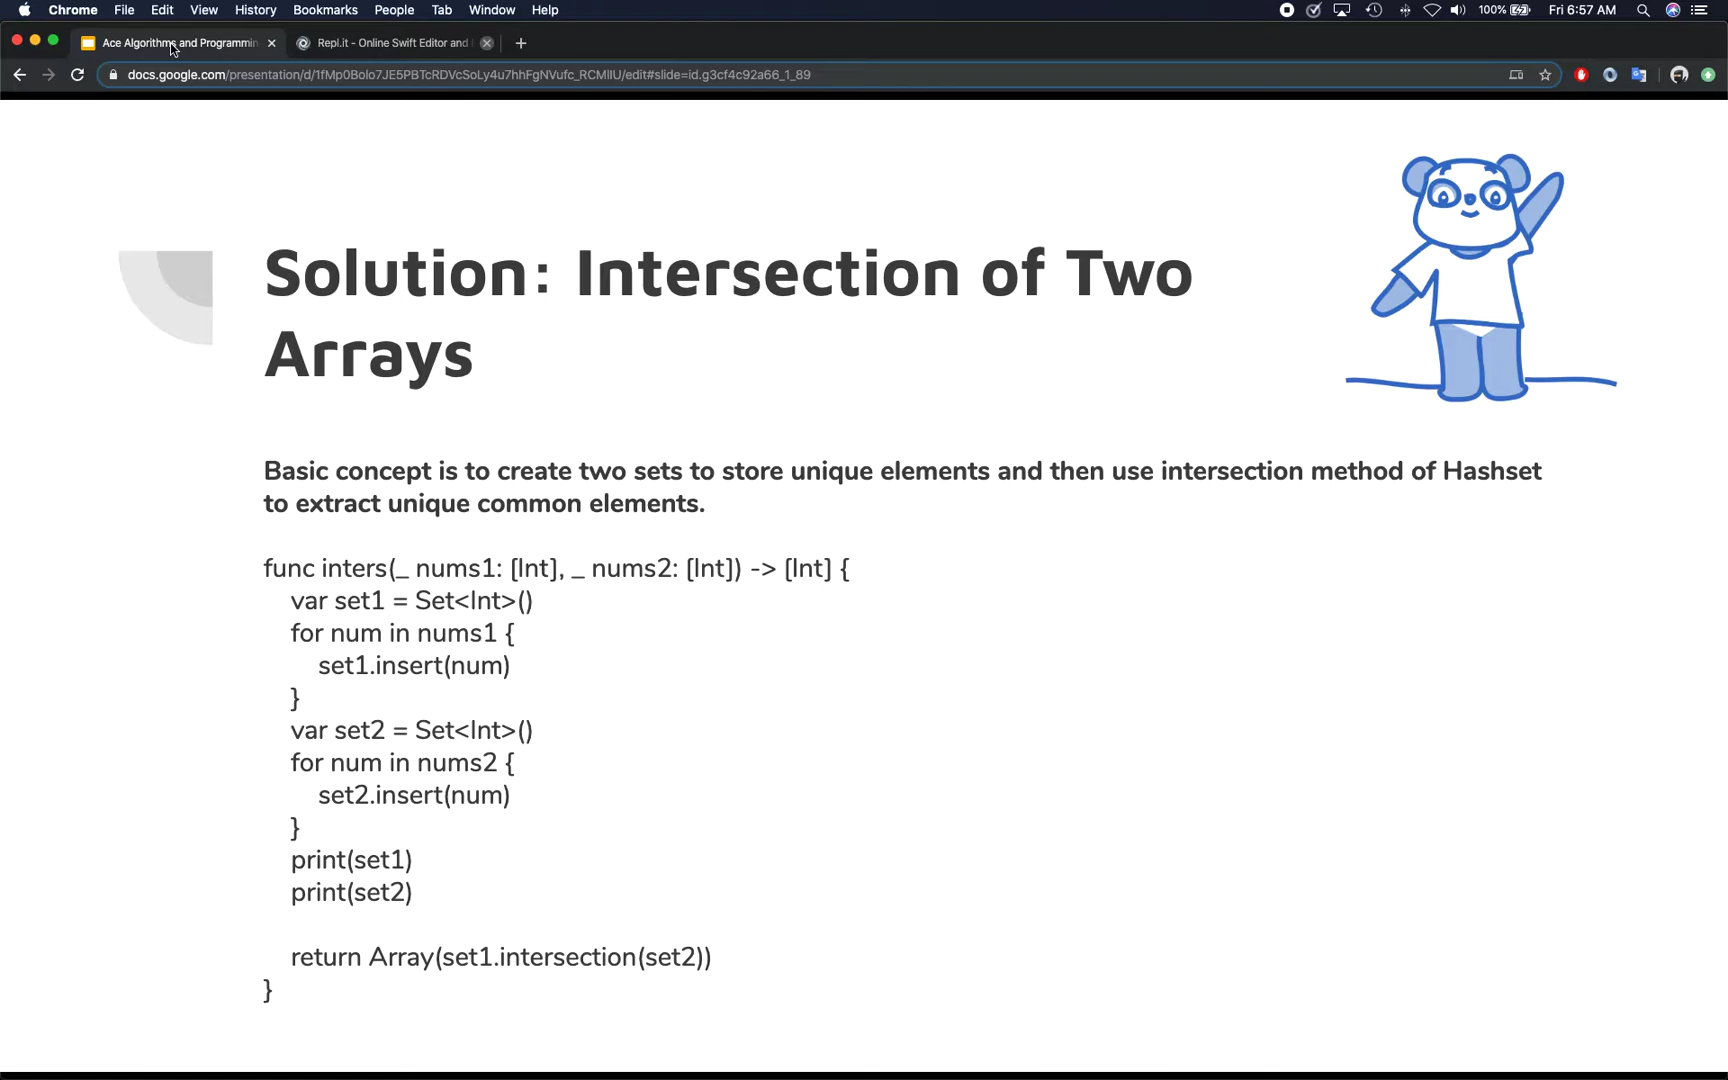 Chrome File Edit View History Bookmarks People Tab Window Help 100% Fri 6:57 AM
Ace Algorithms and Programmin Repl.it - Online Swift Editor and
docs.google.com/presentation/d/1fMp0Bolo7JE5PBTcRDVcSoLy4u7hhFgNVufc_RCMlIU/edit#slide=id.g3cf4c92a66_1_89
Solution: Intersection of Two
Arrays
Basic concept is to create two sets to store unique elements and then use intersection method of Hashset
to extract unique common elements.
func inters(_ nums1: [Int], _ nums2: [Int]) -> [Int] {
var set1 = Set<Int>()
for num in nums1 {
set1.insert(num)
}
var set2 = Set<Int>()
for num in nums2 {
set2.insert(num)
}
print(set1)
print(set2)
return Array(set1.intersection(set2))
}